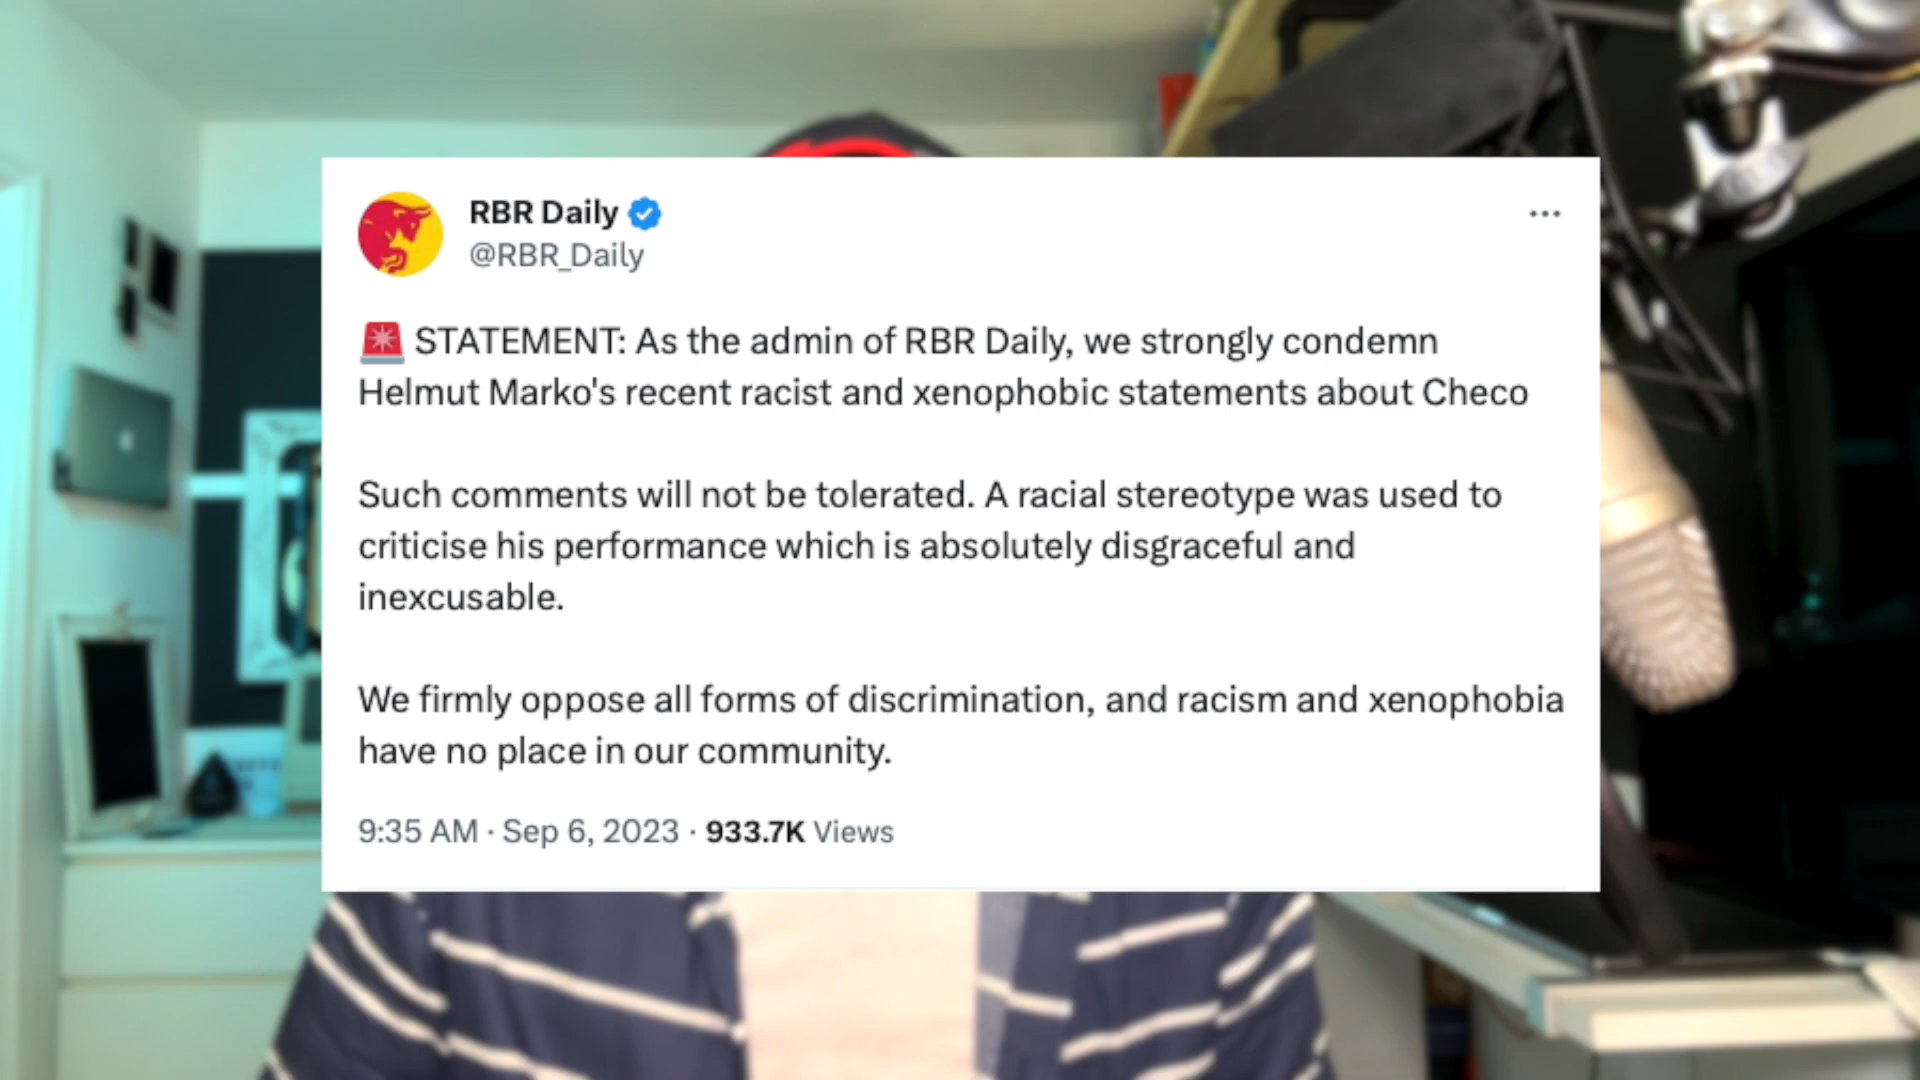 RBR Daily
@RBR_Daily
🚨 STATEMENT: As the admin of RBR Daily, we strongly condemn
Helmut Marko's recent racist and xenophobic statements about Checo
Such comments will not be tolerated. A racial stereotype was used to
criticise his performance which is absolutely disgraceful and
inexcusable.
We firmly oppose all forms of discrimination, and racism and xenophobia
have no place in our community.
9:35 AM · Sep 6, 2023 · 933.7K Views